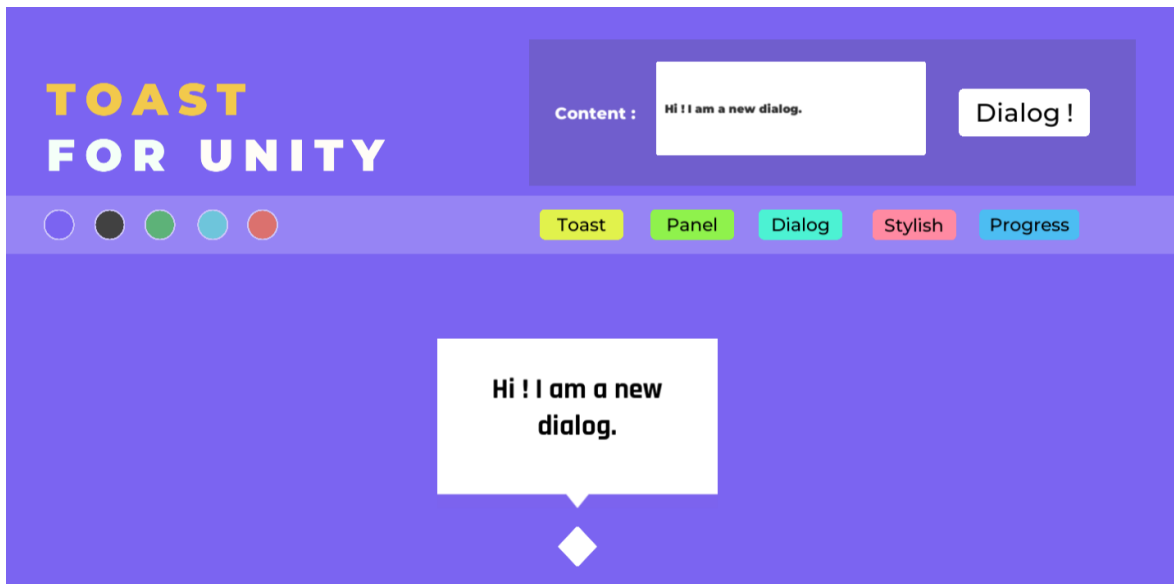 TOAST
FOR UNITY
Content :
Hi ! I am a new dialog.
Dialog !
Toast
Panel
Dialog
Stylish
Progress
Hi ! I am a new
dialog.